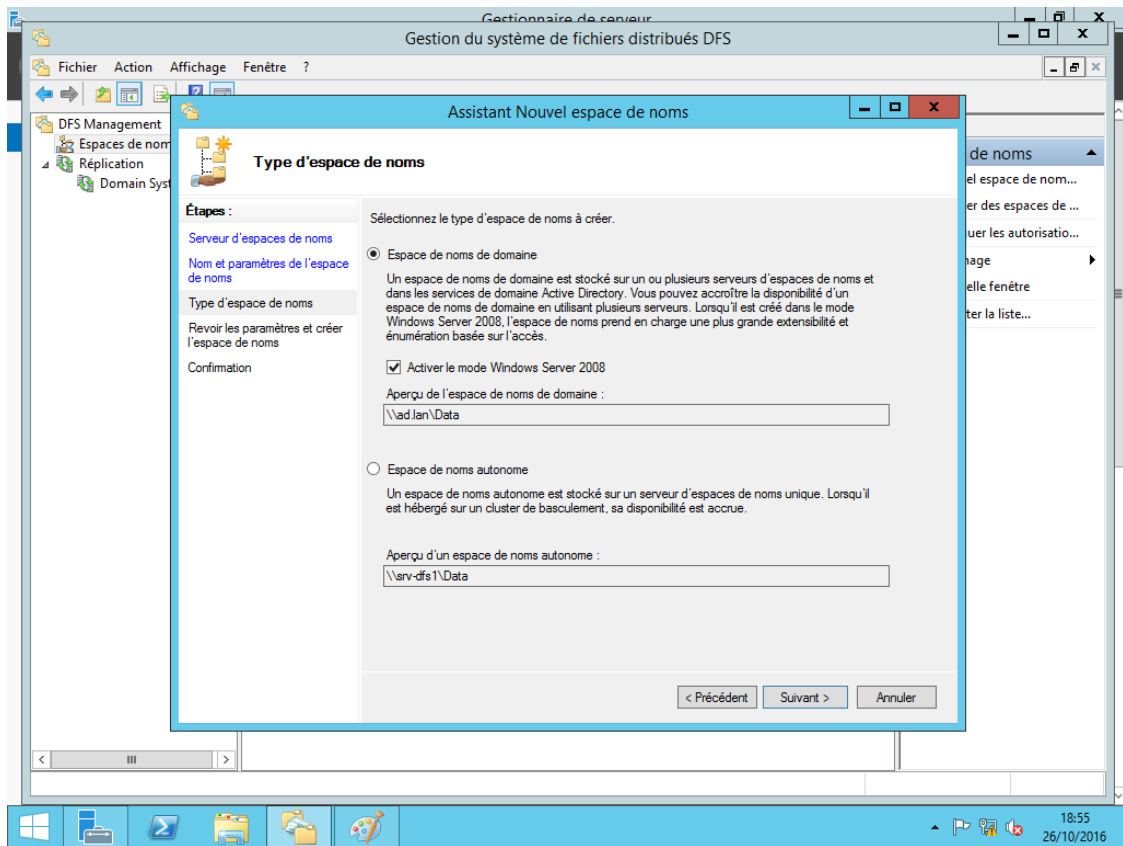 Gestionnaire de serveur
Gestion du système de fichiers distribués DFS
Fichier Action Affichage Fenêtre ?
DFS Management
Espaces de nom
Réplication
Domain Syst
Assistant Nouvel espace de noms
Type d'espace de noms
Étapes :
Serveur d'espaces de noms
Nom et paramètres de l'espace
de noms
Type d'espace de noms
Revoir les paramètres et créer
l'espace de noms
Confirmation
Sélectionnez le type d'espace de noms à créer.
Espace de noms de domaine
Un espace de noms de domaine est stocké sur un ou plusieurs serveurs d'espaces de noms et
dans les services de domaine Active Directory. Vous pouvez accroître la disponibilité d'un
espace de noms de domaine en utilisant plusieurs serveurs. Lorsqu'il est créé dans le mode
Windows Server 2008, l'espace de noms prend en charge une plus grande extensibilité et
énumération basée sur l'accès.
Activer le mode Windows Server 2008
Aperçu de l'espace de noms de domaine :
\\ad.lan\Data
Espace de noms autonome
Un espace de noms autonome est stocké sur un serveur d'espaces de noms unique. Lorsqu'il
est hébergé sur un cluster de basculement, sa disponibilité est accrue.
Aperçu d'un espace de noms autonome :
\\srv-dfs1\Data
< Précédent Suivant > Annuler
de noms
el espace de nom...
er des espaces de ...
uer les autorisatio...
nage
elle fenêtre
ter la liste...
18:55
26/10/2016